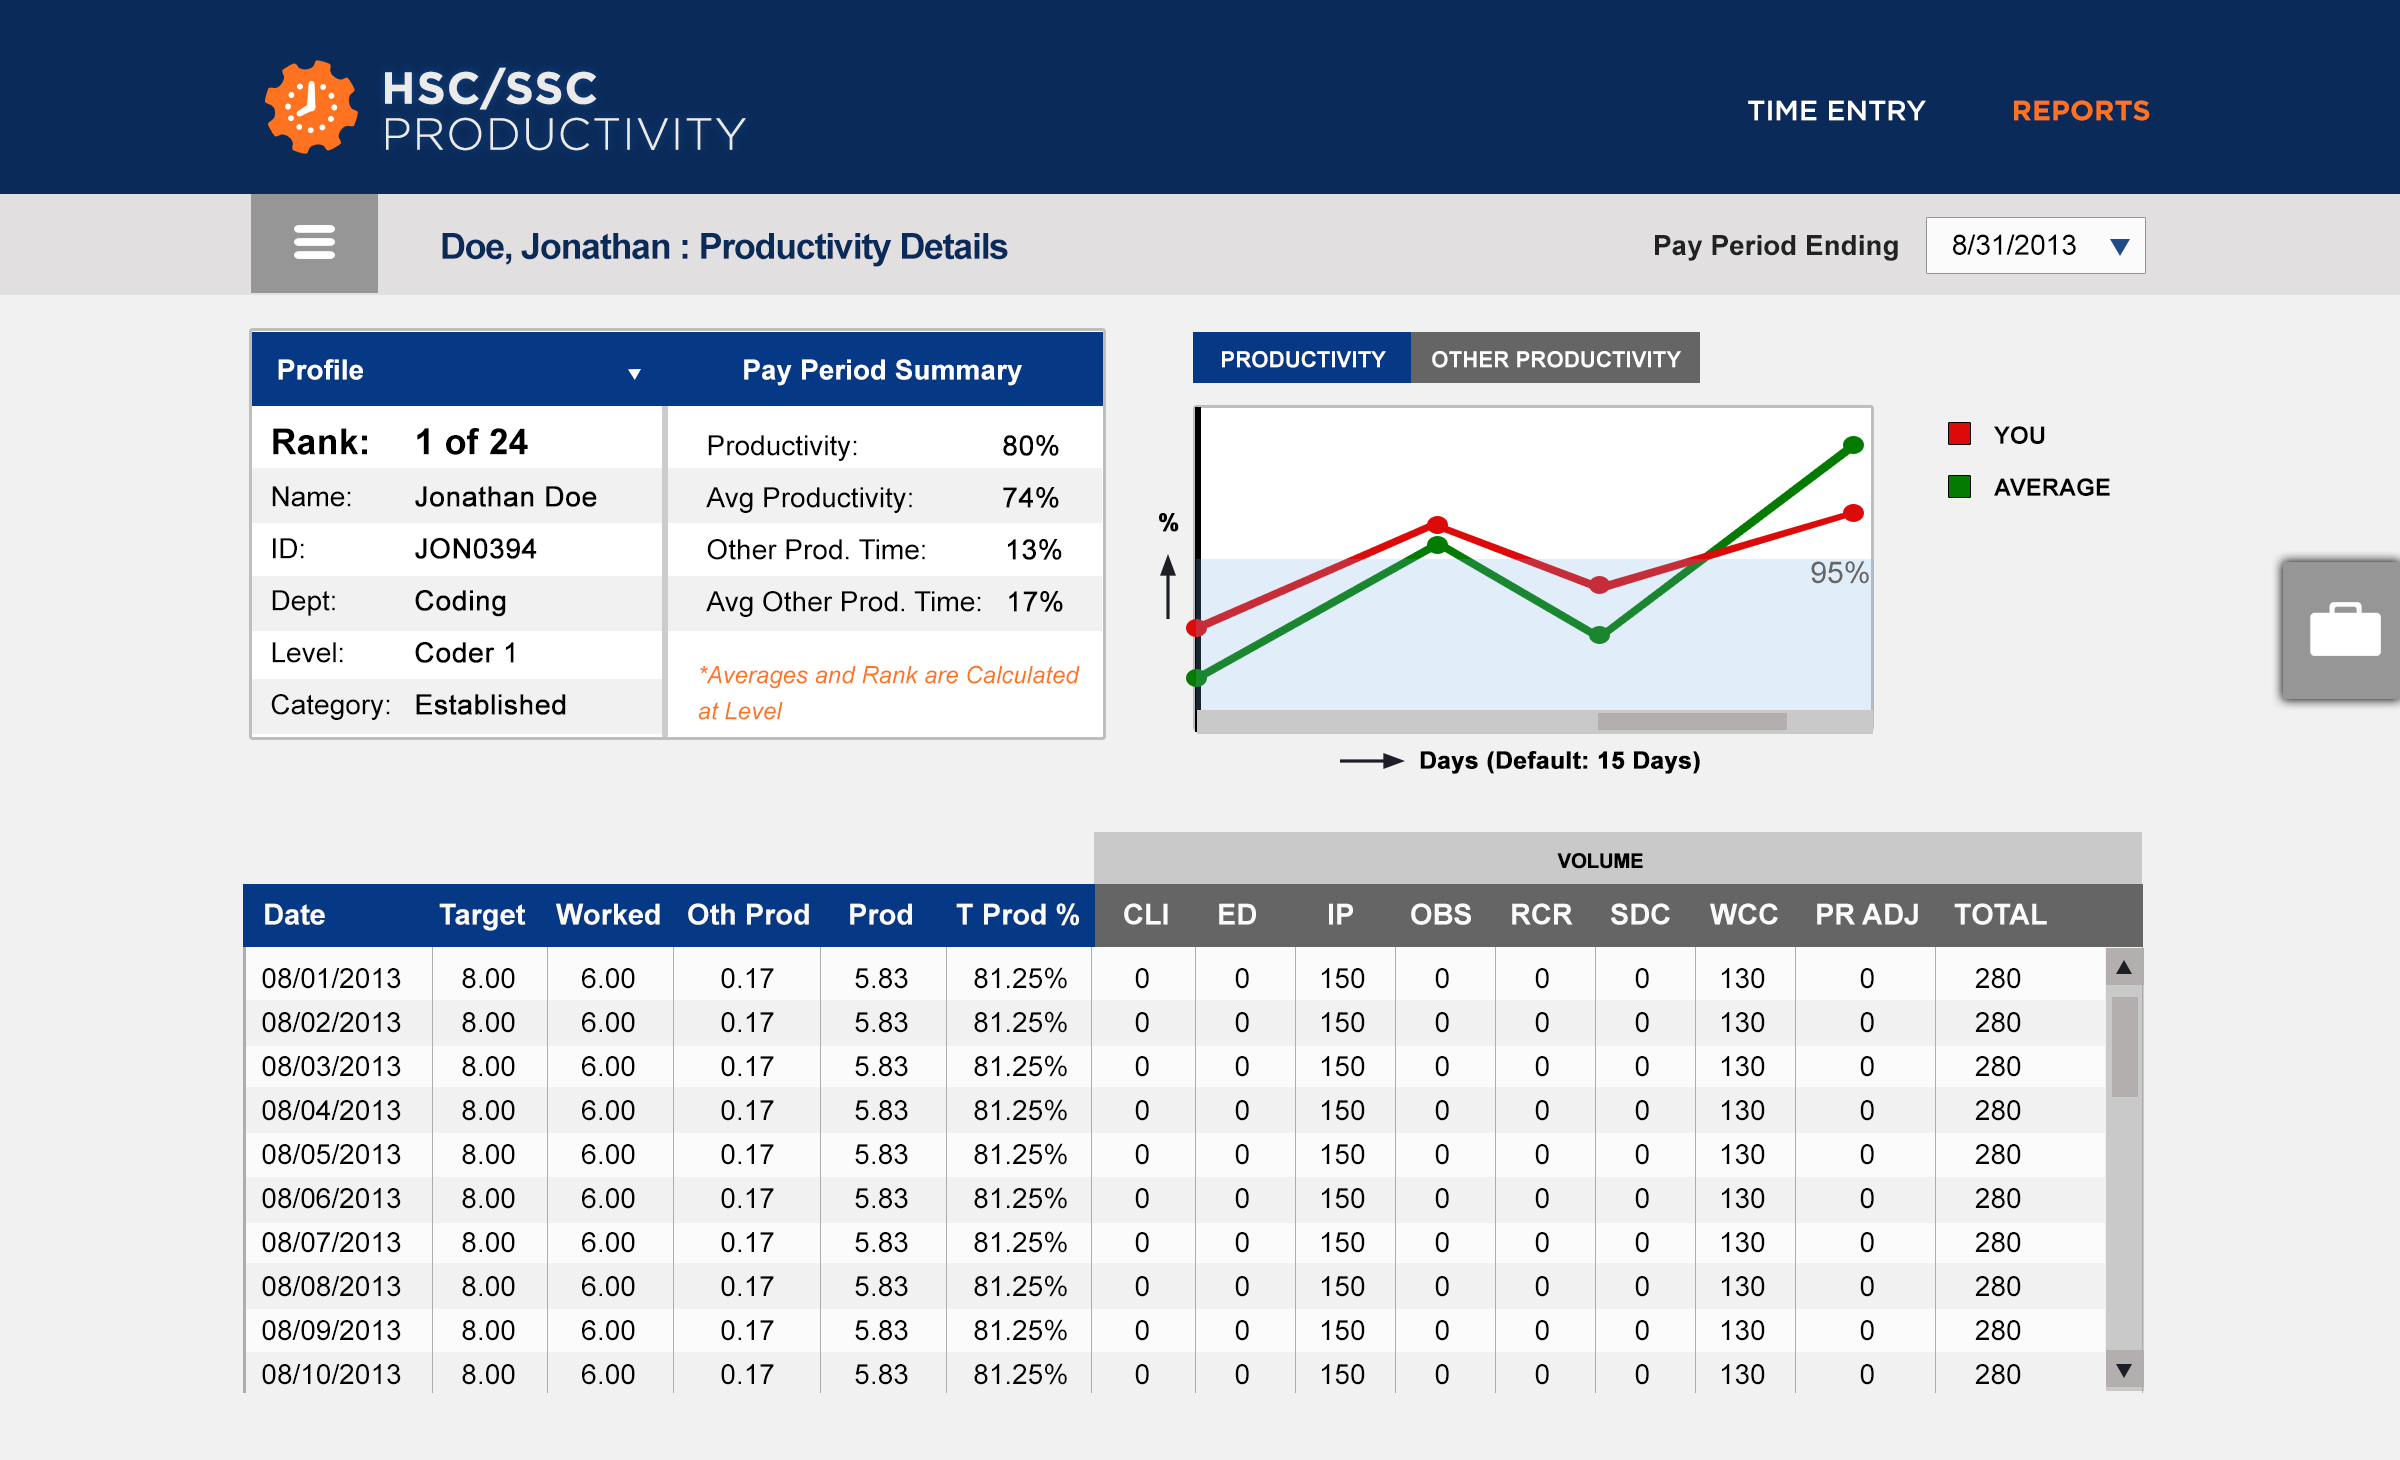 HSC/SSC
PRODUCTIVITY
TIME ENTRY REPORTS
Doe, Jonathan : Productivity Details
Pay Period Ending 8/31/2013
Profile Pay Period Summary
Rank: 1 of 24
Name: Jonathan Doe
ID: JON0394
Dept: Coding
Level: Coder 1
Category: Established
Productivity: 80%
Avg Productivity: 74%
Other Prod. Time: 13%
Avg Other Prod. Time: 17%
*Averages and Rank are Calculated
at Level
PRODUCTIVITY OTHER PRODUCTIVITY
%
95%
Days (Default: 15 Days)
YOU
AVERAGE
VOLUME
Date Target Worked Oth Prod Prod T Prod % CLI ED IP OBS RCR SDC WCC PR ADJ TOTAL
08/01/2013 8.00 6.00 0.17 5.83 81.25% 0 0 150 0 0 0 130 0 280
08/02/2013 8.00 6.00 0.17 5.83 81.25% 0 0 150 0 0 0 130 0 280
08/03/2013 8.00 6.00 0.17 5.83 81.25% 0 0 150 0 0 0 130 0 280
08/04/2013 8.00 6.00 0.17 5.83 81.25% 0 0 150 0 0 0 130 0 280
08/05/2013 8.00 6.00 0.17 5.83 81.25% 0 0 150 0 0 0 130 0 280
08/06/2013 8.00 6.00 0.17 5.83 81.25% 0 0 150 0 0 0 130 0 280
08/07/2013 8.00 6.00 0.17 5.83 81.25% 0 0 150 0 0 0 130 0 280
08/08/2013 8.00 6.00 0.17 5.83 81.25% 0 0 150 0 0 0 130 0 280
08/09/2013 8.00 6.00 0.17 5.83 81.25% 0 0 150 0 0 0 130 0 280
08/10/2013 8.00 6.00 0.17 5.83 81.25% 0 0 150 0 0 0 130 0 280